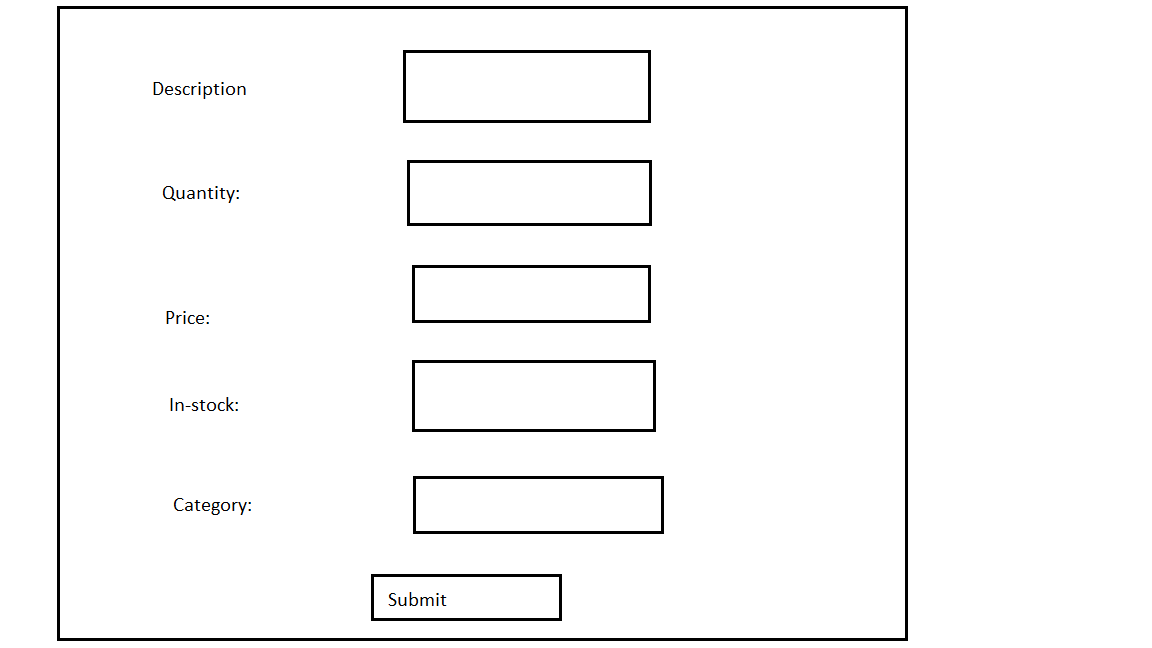 Description
Quantity:
Price:
In-stock:
Category:
Submit